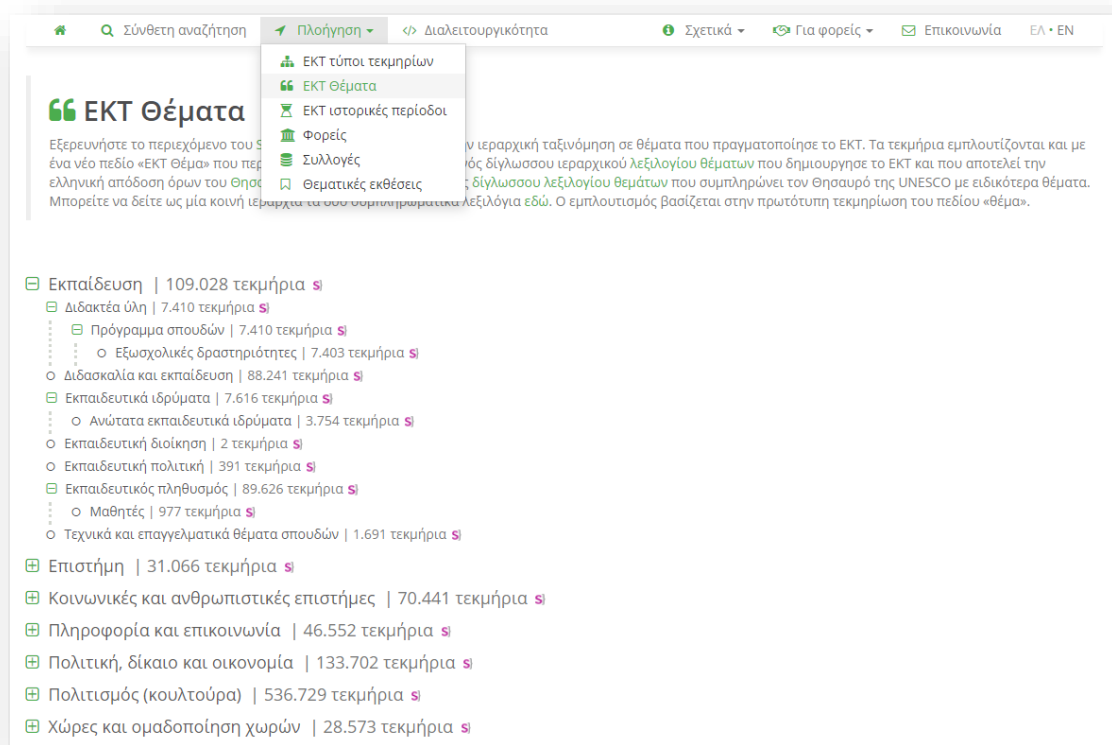 Σύνθετη αναζήτηση Πλοήγηση </> Διαλειτουργικότητα Σχετικά Για φορείς Επικοινωνία ΕΛ • EN
ΕΚΤ τύποι τεκμηρίων
ΕΚΤ Θέματα
ΕΚΤ ιστορικές περίοδοι
Φορείς
Συλλογές
Θεματικές εκθέσεις
ΕΚΤ Θέματα
Εξερευνήστε το περιεχόμενο του ν ιεραρχική ταξινόμηση σε θέματα που πραγματοποίησε το ΕΚΤ. Τα τεκμήρια εμπλουτίζονται και με
ένα νέο πεδίο «ΕΚΤ Θέμα» που περ νός δίγλωσσου ιεραρχικού λεξιλογίου θεμάτων που δημιουργησε το ΕΚΤ και που αποτελεί την
ελληνική απόδοση όρων του Θησα ς δίγλωσσου λεξιλογίου θεμάτων που συμπληρώνει τον Θησαυρό της UNESCO με ειδικότερα θέματα.
Μπορείτε να δείτε ως μία κοινή ιεραρχία τα δύο συμπληρωματικά λεξιλόγια εδώ. Ο εμπλουτισμός βασίζεται στην πρωτότυπη τεκμηρίωση του πεδίου «θέμα».
Εκπαίδευση | 109.028 τεκμήρια s)
Διδακτέα ύλη | 7.410 τεκμήρια s)
Πρόγραμμα σπουδών | 7.410 τεκμήρια s)
Εξωσχολικές δραστηριότητες | 7.403 τεκμήρια s)
Διδασκαλία και εκπαίδευση | 88.241 τεκμήρια s)
Εκπαιδευτικά ιδρύματα | 7.616 τεκμήρια s)
Ανώτατα εκπαιδευτικά ιδρύματα | 3.754 τεκμήρια s)
Εκπαιδευτική διοίκηση | 2 τεκμήρια s)
Εκπαιδευτική πολιτική | 391 τεκμήρια s)
Εκπαιδευτικός πληθυσμός | 89.626 τεκμήρια s)
Μαθητές | 977 τεκμήρια s)
Τεχνικά και επαγγελματικά θέματα σπουδών | 1.691 τεκμήρια s)
Επιστήμη | 31.066 τεκμήρια s)
Κοινωνικές και ανθρωπιστικές επιστήμες | 70.441 τεκμήρια s)
Πληροφορία και επικοινωνία | 46.552 τεκμήρια s)
Πολιτική, δίκαιο και οικονομία | 133.702 τεκμήρια s)
Πολιτισμός (κουλτούρα) | 536.729 τεκμήρια s)
Χώρες και ομαδοποίηση χωρών | 28.573 τεκμήρια s)